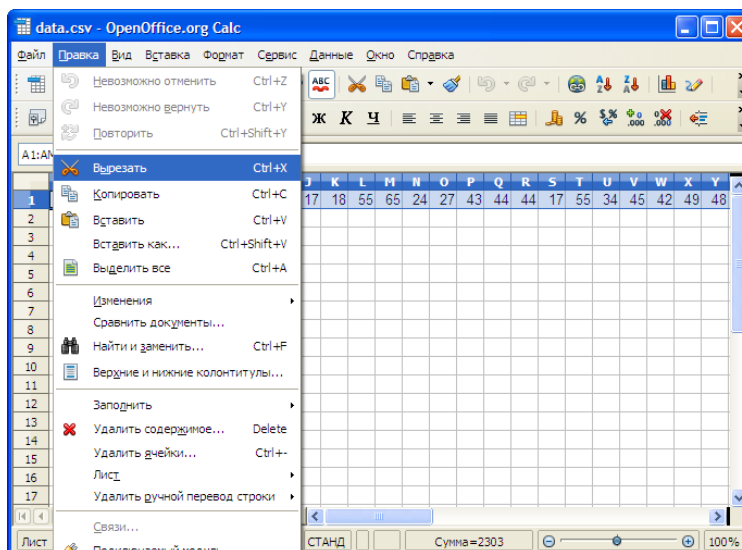 data.csv - OpenOffice.org Calc
Файл Правка Вид Вставка Формат Сервис Данные Окно Справка
Невозможно отменить Ctrl+Z
ABC
Невозможно вернуть Ctrl+Y
Повторить Ctrl+Shift+Y
Ж К Ч % $% .000 .000
A1:AM
Вырезать Ctrl+X
J K L M N O P Q R S T U V W X Y
Копировать Ctrl+C
1 17 18 55 65 24 27 43 44 44 17 55 34 45 42 49 48
2 Вставить Ctrl+V
3 Вставить как... Ctrl+Shift+V
4
5 Выделить все Ctrl+A
6 Изменения
7 Сравнить документы...
8
9 Найти и заменить... Ctrl+F
10 Верхние и нижние колонтитулы...
11
12 Заполнить
13 Удалить содержимое... Delete
14
15 Удалить ячейки... Ctrl+-
16 Лист
17 Удалить ручной перевод строки
Связи...
Лист СТАНД Сумма=2303 100%